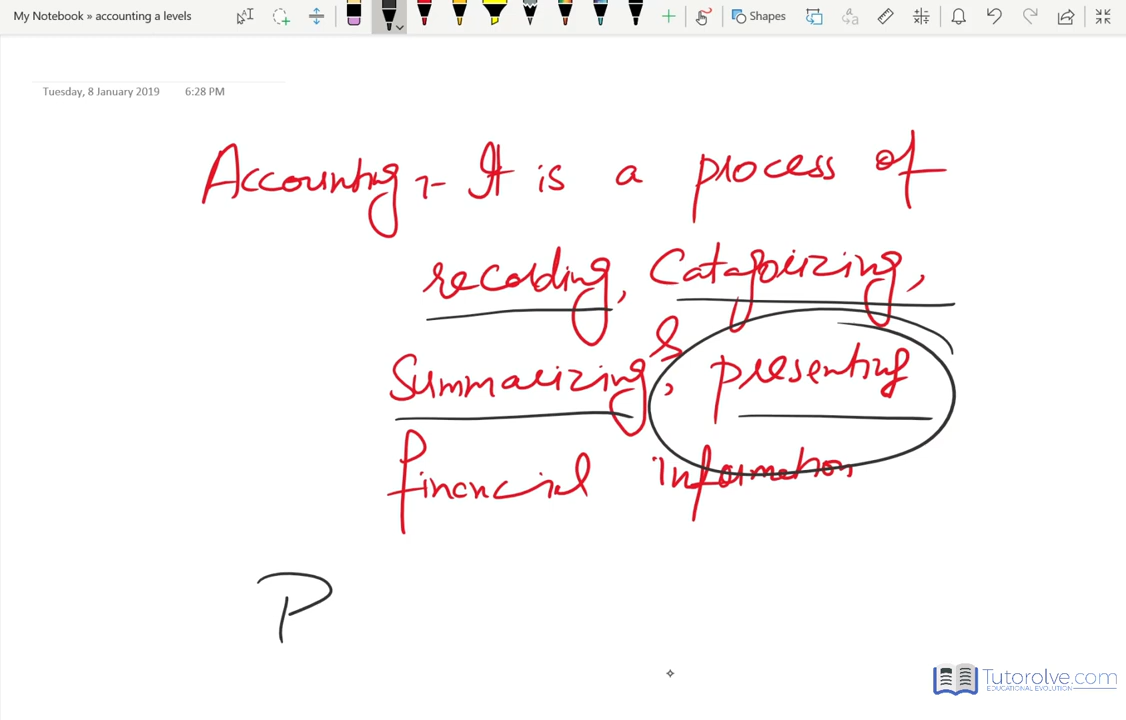 My Notebook » accounting a levels
Shapes
Tuesday, 8 January 2019 6:28 PM
Accounting :- It is a process of
recording, Categorizing,
Summarizing, & presenting
financial information
P
Tutorolve.com
EDUCATIONAL EVOLUTION